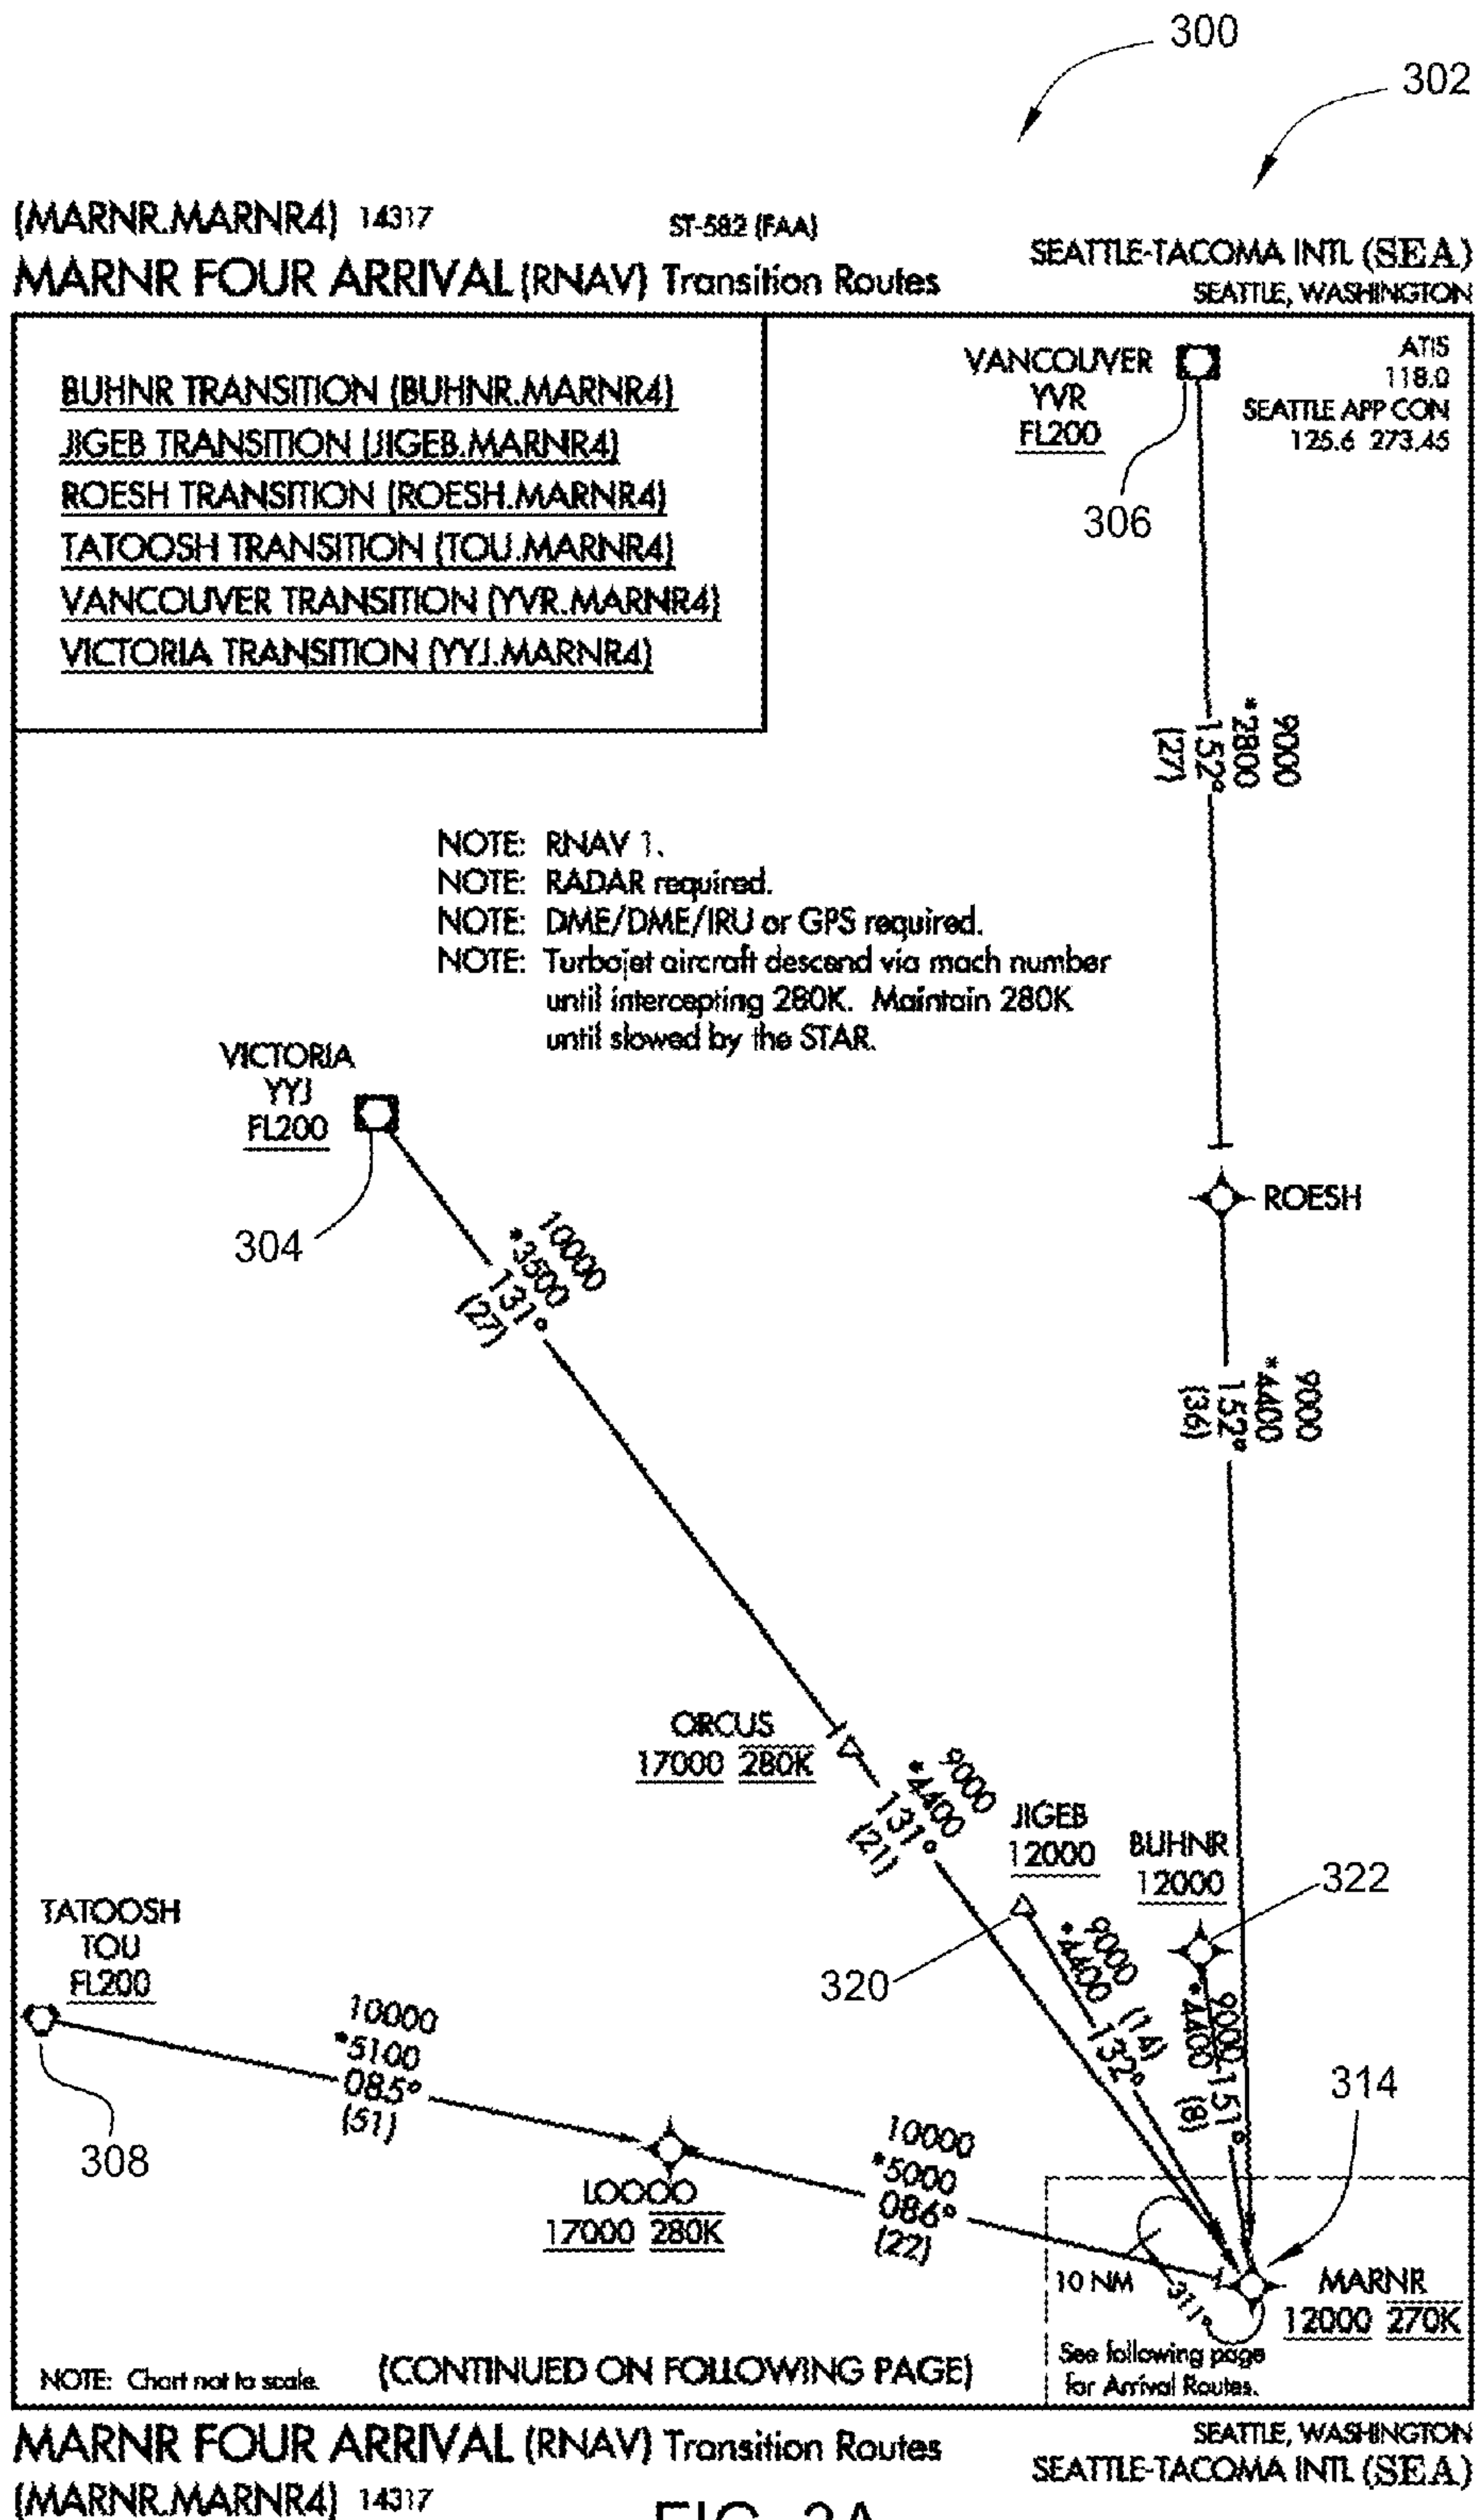 300
302
(MARNR.MARNR4) 14317
ST-582 (FAA)
SEATTLE-TACOMA INTL (SEA)
MARNR FOUR ARRIVAL (RNAV) Transition Routes
SEATTLE, WASHINGTON
BUHNR TRANSITION (BUHNR.MARNR4)
JIGEB TRANSITION (JIGEB.MARNR4)
ROESH TRANSITION (ROESH.MARNR4)
TATOOSH TRANSITION (TOU.MARNR4)
VANCOUVER TRANSITION (YVR.MARNR4)
VICTORIA TRANSITION (YYJ.MARNR4)
VANCOUVER
YVR
FL200
306
ATIS
118.0
SEATTLE APP CON
125.6 273.45
9000
*2800
152°
(27)
NOTE: RNAV 1.
NOTE: RADAR required.
NOTE: DME/DME/IRU or GPS required.
NOTE: Turbojet aircraft descend via mach number
until intercepting 280K. Maintain 280K
until slowed by the STAR.
VICTORIA
YYJ
FL200
304
10000
*3500
131°
(27)
ROESH
9000
*4400
152°
(36)
ORCUS
17000 280K
9000
*4400
131°
(21)
JIGEB
12000
320
9000
*4400
(14)
132°
BUHNR
12000
322
9000
*4400
151°
(8)
TATOOSH
TOU
FL200
308
10000
*5100
085°
(51)
LOOOO
17000 280K
10000
*5000
086°
(22)
314
10 NM
311°
MARNR
12000 270K
See following page
for Arrival Routes.
NOTE: Chart not to scale.
(CONTINUED ON FOLLOWING PAGE)
MARNR FOUR ARRIVAL (RNAV) Transition Routes
SEATTLE, WASHINGTON
SEATTLE-TACOMA INTL (SEA)
(MARNR.MARNR4) 14317